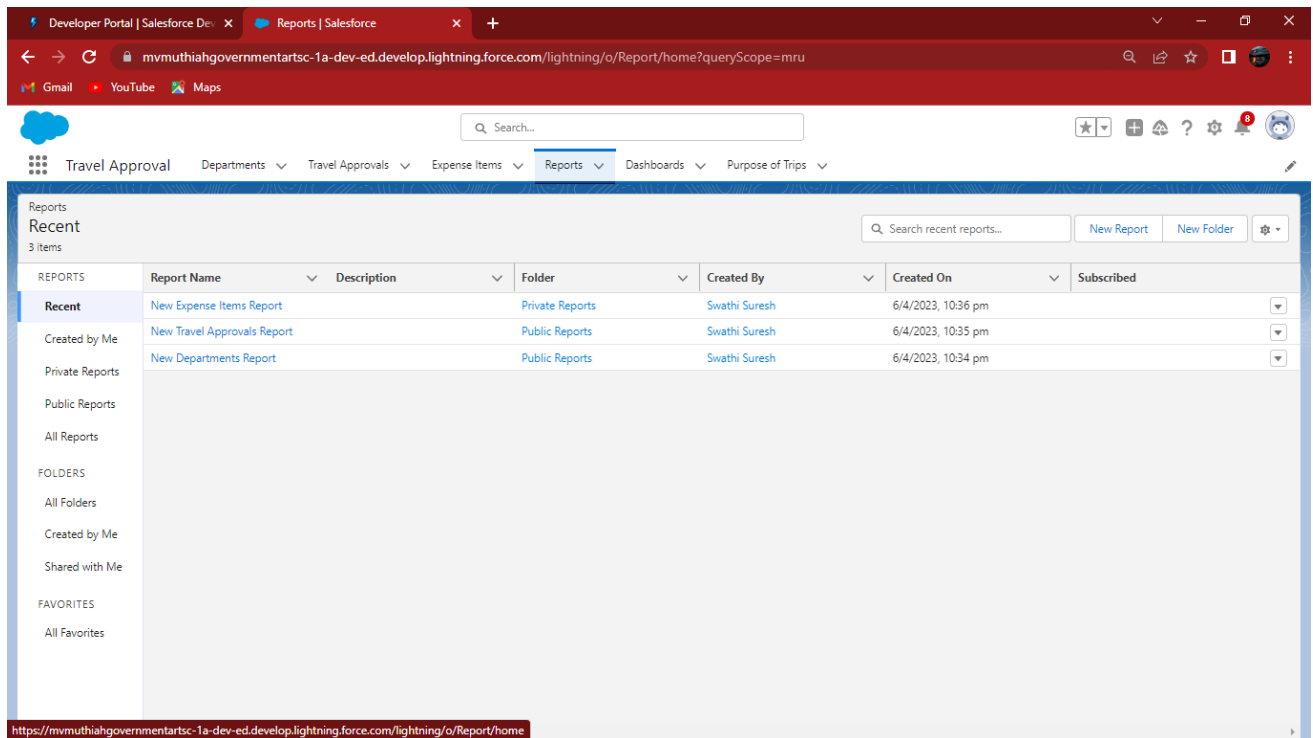 Developer Portal | Salesforce Dev
Reports | Salesforce
mvmuthiahgovernmentartsc-1a-dev-ed.develop.lightning.force.com/lightning/o/Report/home?queryScope=mru
Gmail YouTube Maps
Search...
8
Travel Approval Departments Travel Approvals Expense Items Reports Dashboards Purpose of Trips
Reports
Recent
3 items
Search recent reports... New Report New Folder
REPORTS Report Name Description Folder Created By Created On Subscribed
Recent New Expense Items Report Private Reports Swathi Suresh 6/4/2023, 10:36 pm
New Travel Approvals Report Public Reports Swathi Suresh 6/4/2023, 10:35 pm
Created by Me
New Departments Report Public Reports Swathi Suresh 6/4/2023, 10:34 pm
Private Reports
Public Reports
All Reports
FOLDERS
All Folders
Created by Me
Shared with Me
FAVORITES
All Favorites
https://mvmuthiahgovernmentartsc-1a-dev-ed.develop.lightning.force.com/lightning/o/Report/home